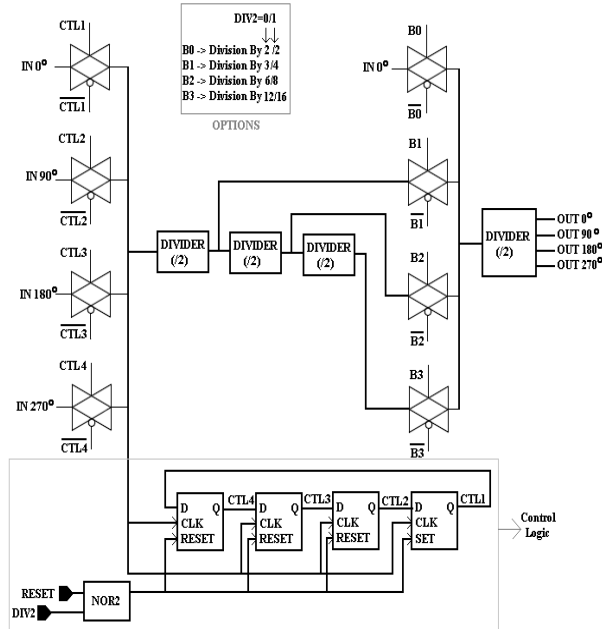 CTL1
IN 0°
CTL1
CTL2
IN 90°
CTL2
CTL3
IN 180°
CTL3
CTL4
IN 270°
CTL4
DIV2=0/1
B0 -> Division By 2 /2
B1 -> Division By 3/4
B2 -> Division By 6/8
B3 -> Division By 12/16
OPTIONS
DIVIDER
(/2)
DIVIDER
(/2)
DIVIDER
(/2)
B0
IN 0°
B0
B1
B1
B2
B2
B3
B3
DIVIDER
(/2)
OUT 0°
OUT 90°
OUT 180°
OUT 270°
D Q
CLK
RESET
CTL4
D Q
CLK
RESET
CTL3
D Q
CLK
RESET
CTL2
D Q
CLK
SET
CTL1
Control
Logic
RESET
DIV2
NOR2